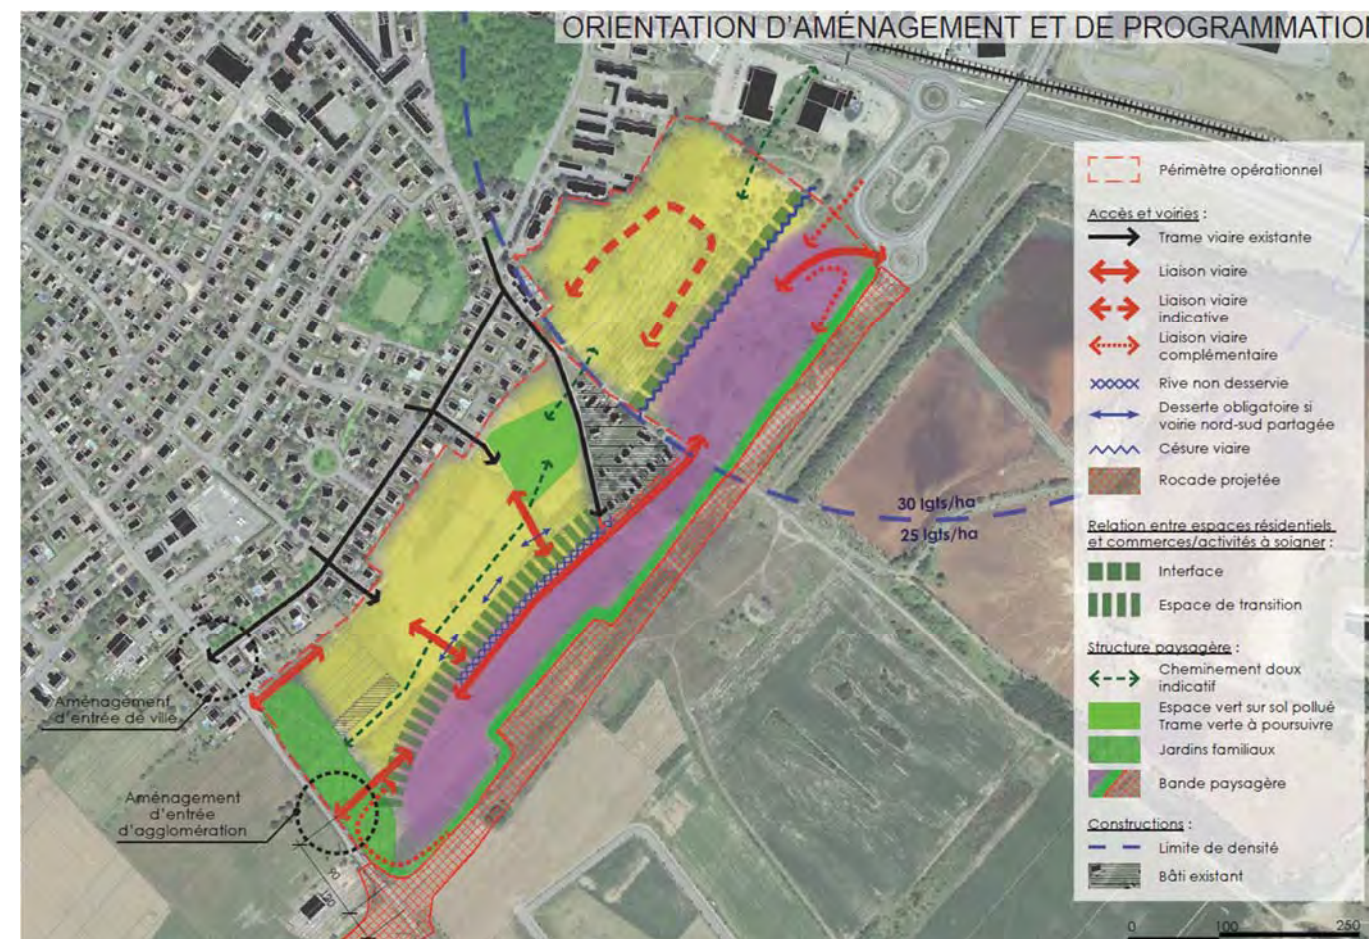 ORIENTATION D'AMÉNAGEMENT ET DE PROGRAMMATION
Périmètre opérationnel
Accès et voiries :
Trame viaire existante
Liaison viaire
Liaison viaire
indicative
Liaison viaire
complémentaire
Rive non desservie
Desserte obligatoire si
voirie nord-sud partagée
Césure viaire
Rocade projetée
Relation entre espaces résidentiels
et commerces/activités à soigner :
Interface
Espace de transition
Structure paysagère :
Cheminement doux
indicatif
Espace vert sur sol pollué
Trame verte à poursuivre
Jardins familiaux
Bande paysagère
Constructions :
Limite de densité
Bâti existant
30 lgts/ha
25 lgts/ha
Aménagement
d'entrée de ville
Aménagement
d'entrée
d'agglomération
90
0 100 250